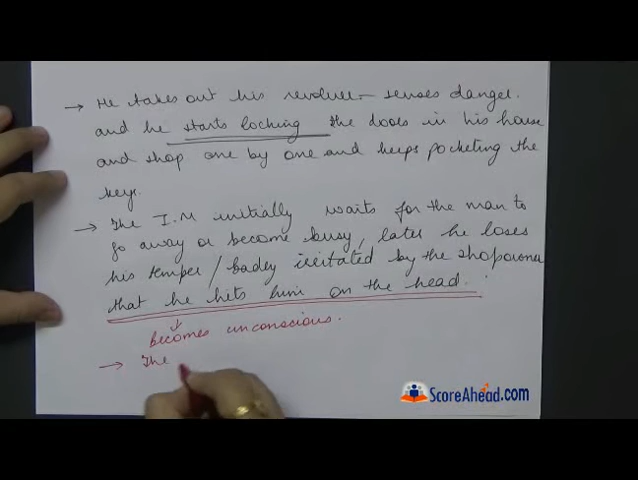 → He takes out his revolver - senses danger.
and he starts locking the doors in his house
and shop one by one and keeps pocketing the
keys.
→ The I.M initially waits for the man to
go away or become busy, later he loses
his temper / badly irritated by the shopowner
that he hits him on the head.
↓
becomes unconscious.
→ The
ScoreAhead.com